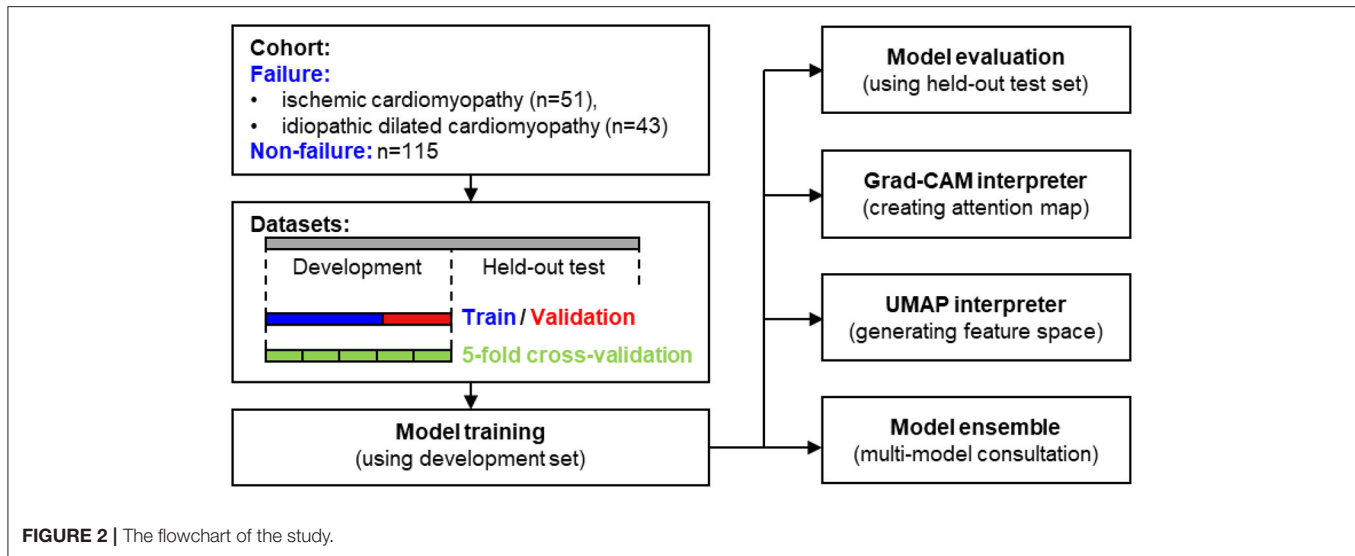 Cohort:
Failure:
• ischemic cardiomyopathy (n=51),
• idiopathic dilated cardiomyopathy (n=43)
Non-failure: n=115
Datasets:
Development Held-out test
Train / Validation
5-fold cross-validation
Model training
(using development set)
Model evaluation
(using held-out test set)
Grad-CAM interpreter
(creating attention map)
UMAP interpreter
(generating feature space)
Model ensemble
(multi-model consultation)
FIGURE 2 | The flowchart of the study.